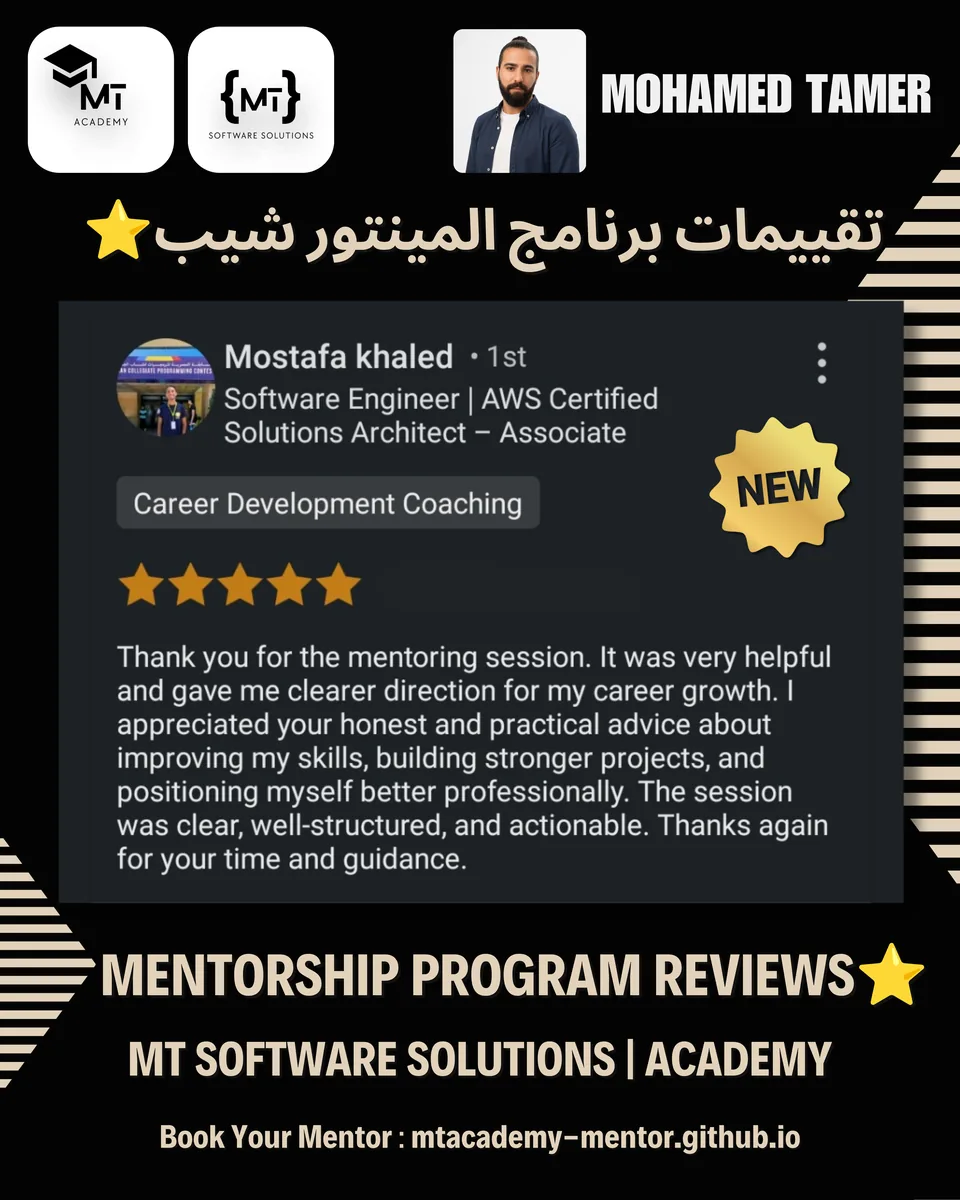 MT
ACADEMY
{MT}
SOFTWARE SOLUTIONS
MOHAMED TAMER
تقييمات برنامج المينتور شيب⭐
Mostafa khaled • 1st
Software Engineer | AWS Certified
Solutions Architect – Associate
Career Development Coaching
NEW
Thank you for the mentoring session. It was very helpful
and gave me clearer direction for my career growth. I
appreciated your honest and practical advice about
improving my skills, building stronger projects, and
positioning myself better professionally. The session
was clear, well-structured, and actionable. Thanks again
for your time and guidance.
MENTORSHIP PROGRAM REVIEWS⭐
MT SOFTWARE SOLUTIONS | ACADEMY
Book Your Mentor : mtacademy-mentor.github.io